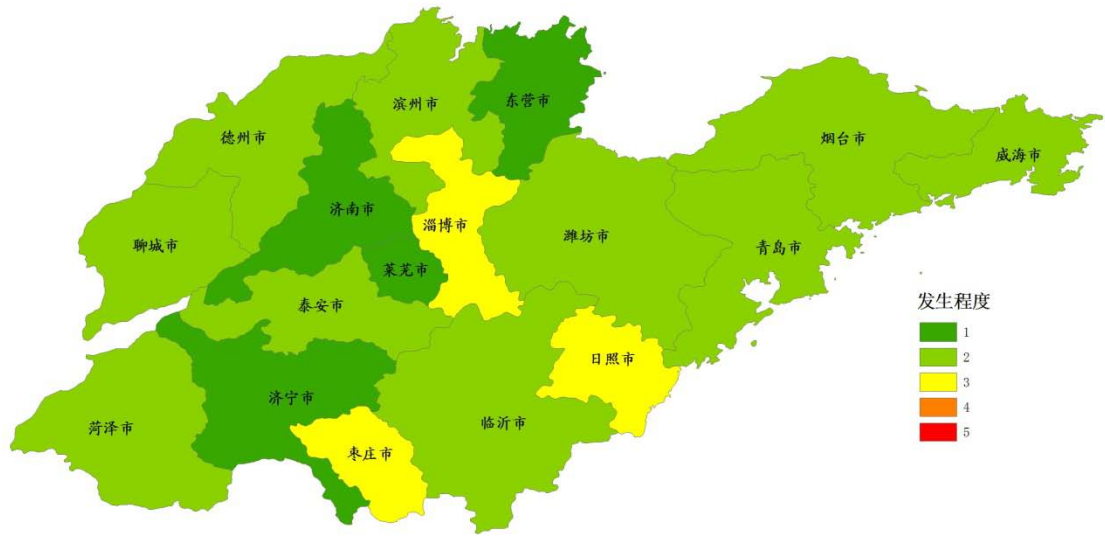 滨州市
东营市
德州市
烟台市
威海市
济南市
淄博市
潍坊市
聊城市
青岛市
莱芜市
泰安市
日照市
济宁市
菏泽市
临沂市
枣庄市
发生程度
1
2
3
4
5